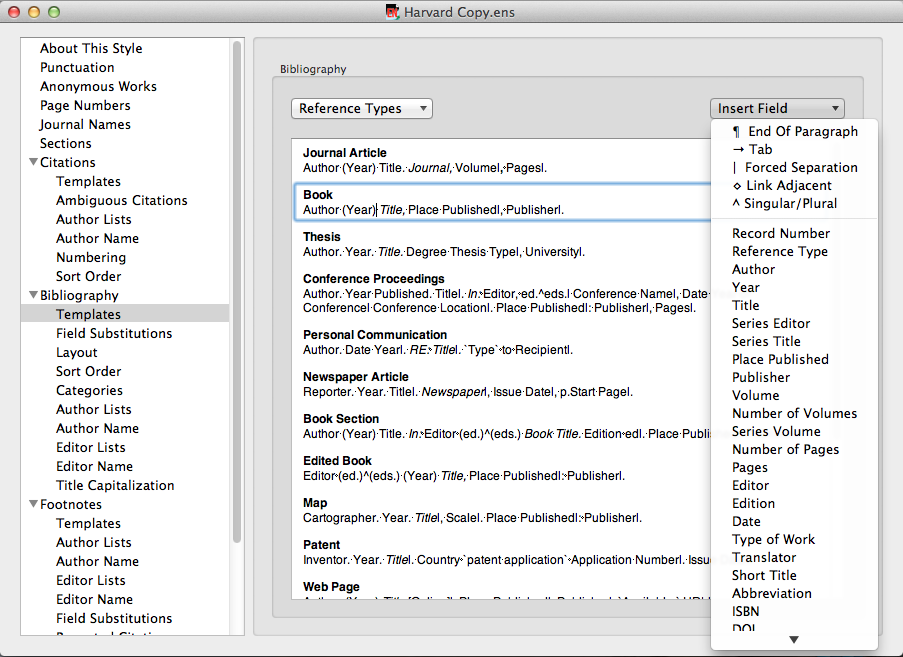 Harvard Copy.ens
About This Style
Punctuation
Anonymous Works
Page Numbers
Journal Names
Sections
Citations
Templates
Ambiguous Citations
Author Lists
Author Name
Numbering
Sort Order
Bibliography
Templates
Field Substitutions
Layout
Sort Order
Categories
Author Lists
Author Name
Editor Lists
Editor Name
Title Capitalization
Footnotes
Templates
Author Lists
Author Name
Editor Lists
Editor Name
Field Substitutions
Bibliography
Reference Types
Journal Article
Author·(Year)·Title.·Journal,·Volume|,·Pages|.
Book
Author·(Year)|·Title,·Place·Published|,·Publisher|.
Thesis
Author.·Year.·Title.·Degree·Thesis·Type|,·University|.
Conference Proceedings
Author.·Year·Published.·Title|.·In:·Editor,·ed.^eds.|·Conference·Name|,·Date·
Conference|·Conference·Location|.·Place·Published|:·Publisher|,·Pages|.
Personal Communication
Author.·Date·Year|.·RE:·Title|.·`Type`·to·Recipient|.
Newspaper Article
Reporter.·Year.·Title|.·Newspaper|,·Issue·Date|,·p.Start·Page|.
Book Section
Author·(Year)·Title.·In:·Editor·(ed.)^(eds.)·Book·Title.·Edition·ed|.·Place·Publi
Edited Book
Editor·(ed.)^(eds.)·(Year)·Title,·Place·Published|:·Publisher|.
Map
Cartographer.·Year.·Title|,·Scale|.·Place·Published|:·Publisher|.
Patent
Inventor.·Year.·Title|.·Country·`patent·application`·Application·Number|.·Issu
Web Page
Insert Field
¶ End Of Paragraph
→ Tab
| Forced Separation
⋄ Link Adjacent
^ Singular/Plural
Record Number
Reference Type
Author
Year
Title
Series Editor
Series Title
Place Published
Publisher
Volume
Number of Volumes
Series Volume
Number of Pages
Pages
Editor
Edition
Date
Type of Work
Translator
Short Title
Abbreviation
ISBN
DOI